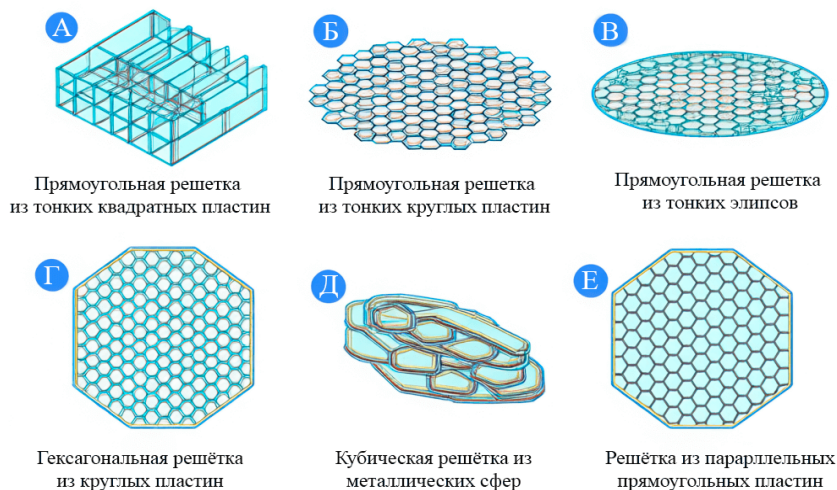 А
Б
В
Прямоугольная решетка
из тонких квадратных пластин
Прямоугольная решетка
из тонких круглых пластин
Прямоугольная решетка
из тонких элипсов
Г
Д
Е
Гексагональная решётка
из круглых пластин
Кубическая решётка из
металлических сфер
Решётка из парарллельных
прямоугольных пластин